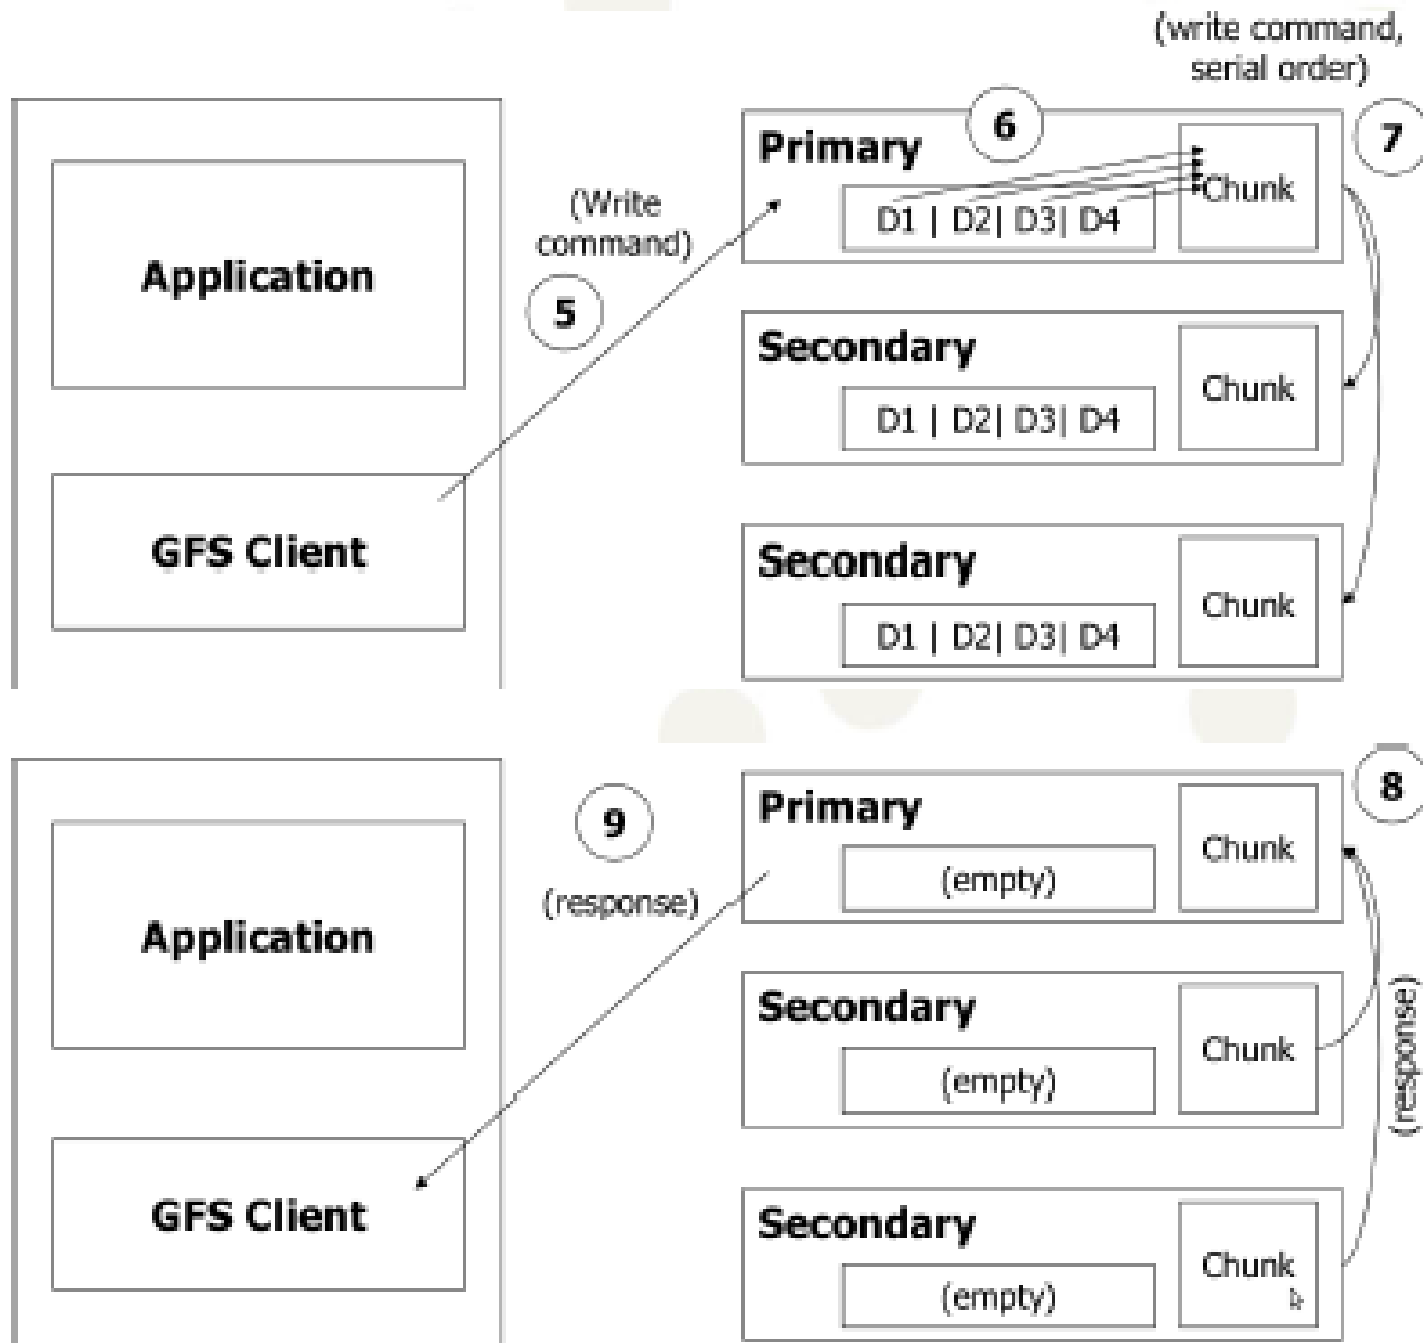 (write command,
serial order)
6
7
Primary
Chunk
D1 | D2| D3| D4
(Write
command)
5
Application
Secondary
Chunk
D1 | D2| D3| D4
GFS Client
Secondary
Chunk
D1 | D2| D3| D4
8
9
(response)
Primary
Chunk
(empty)
Application
Secondary
Chunk
(empty)
(response)
GFS Client
Secondary
Chunk
(empty)